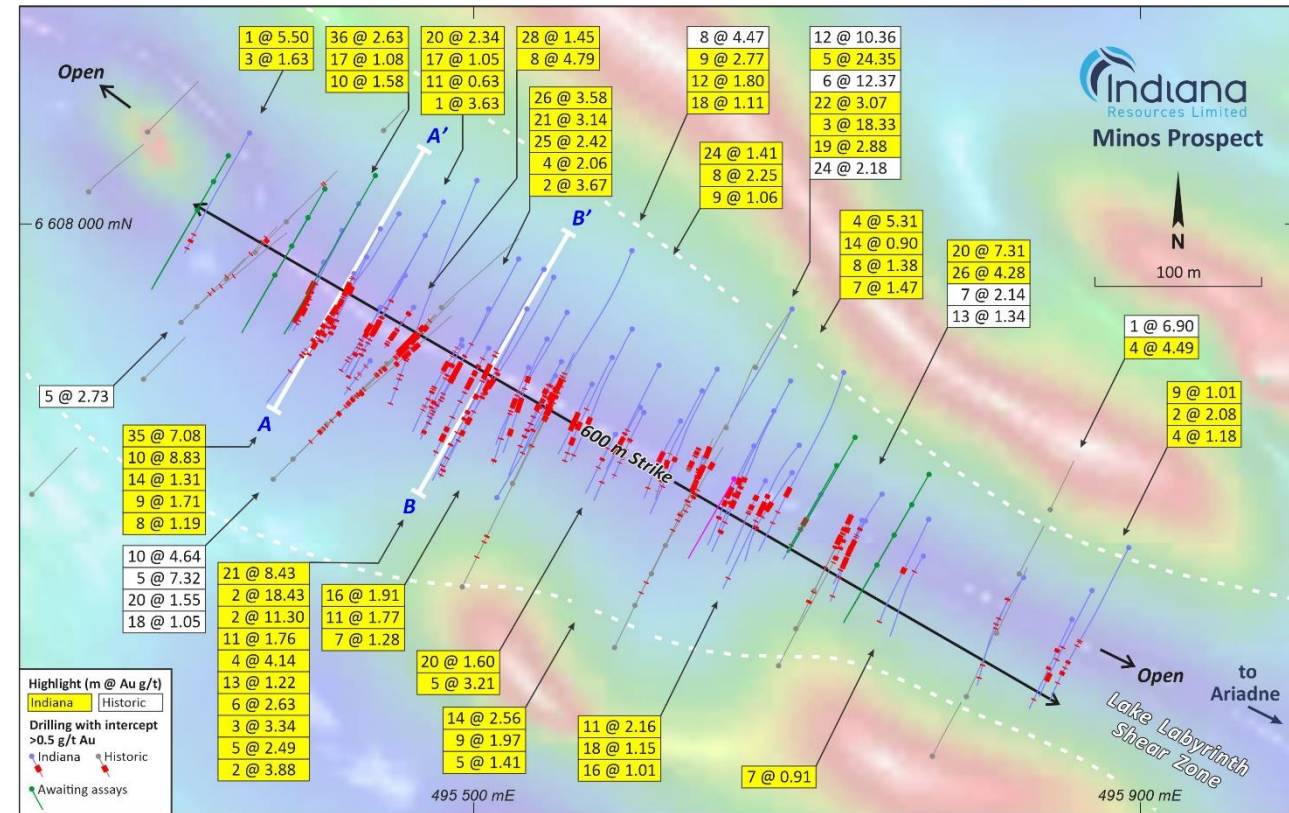 1 @ 5.50
3 @ 1.63
36 @ 2.63
17 @ 1.08
10 @ 1.58
20 @ 2.34
17 @ 1.05
11 @ 0.63
1 @ 3.63
28 @ 1.45
8 @ 4.79
26 @ 3.58
21 @ 3.14
25 @ 2.42
4 @ 2.06
2 @ 3.67
8 @ 4.47
9 @ 2.77
12 @ 1.80
18 @ 1.11
24 @ 1.41
8 @ 2.25
9 @ 1.06
12 @ 10.36
5 @ 24.35
6 @ 12.37
22 @ 3.07
3 @ 18.33
19 @ 2.88
24 @ 2.18
4 @ 5.31
14 @ 0.90
8 @ 1.38
7 @ 1.47
20 @ 7.31
26 @ 4.28
7 @ 2.14
13 @ 1.34
1 @ 6.90
4 @ 4.49
9 @ 1.01
2 @ 2.08
4 @ 1.18
Indiana
Resources Limited
Minos Prospect
N
100 m
Open
A'
B'
6 608 000 mN
600 m Strike
A
B
5 @ 2.73
35 @ 7.08
10 @ 8.83
14 @ 1.31
9 @ 1.71
8 @ 1.19
10 @ 4.64
5 @ 7.32
20 @ 1.55
18 @ 1.05
21 @ 8.43
2 @ 18.43
2 @ 11.30
11 @ 1.76
4 @ 4.14
13 @ 1.22
6 @ 2.63
3 @ 3.34
5 @ 2.49
2 @ 3.88
16 @ 1.91
11 @ 1.77
7 @ 1.28
20 @ 1.60
5 @ 3.21
14 @ 2.56
9 @ 1.97
5 @ 1.41
11 @ 2.16
18 @ 1.15
16 @ 1.01
7 @ 0.91
Open
to
Ariadne
Lake Labyrinth
Shear Zone
Highlight (m @ Au g/t)
Indiana Historic
Drilling with intercept
>0.5 g/t Au
Indiana Historic
Awaiting assays
495 500 mE
495 900 mE